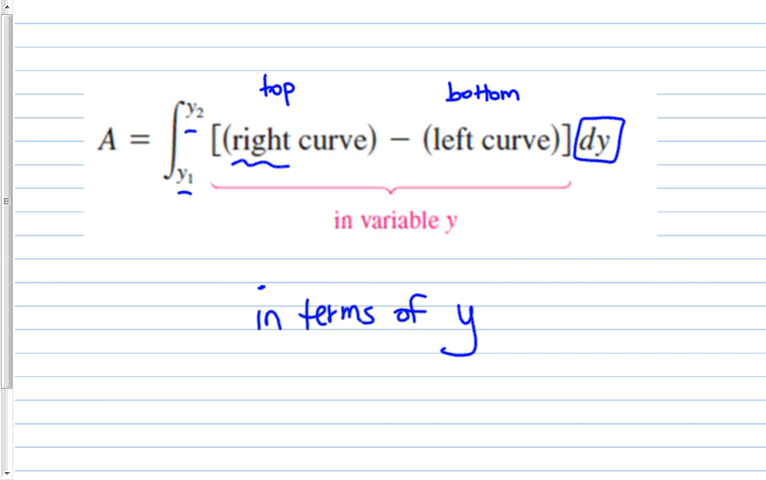 top bottom
A = ∫_{y₁}^{y₂} [(right curve) − (left curve)] dy
in variable y
in terms of y